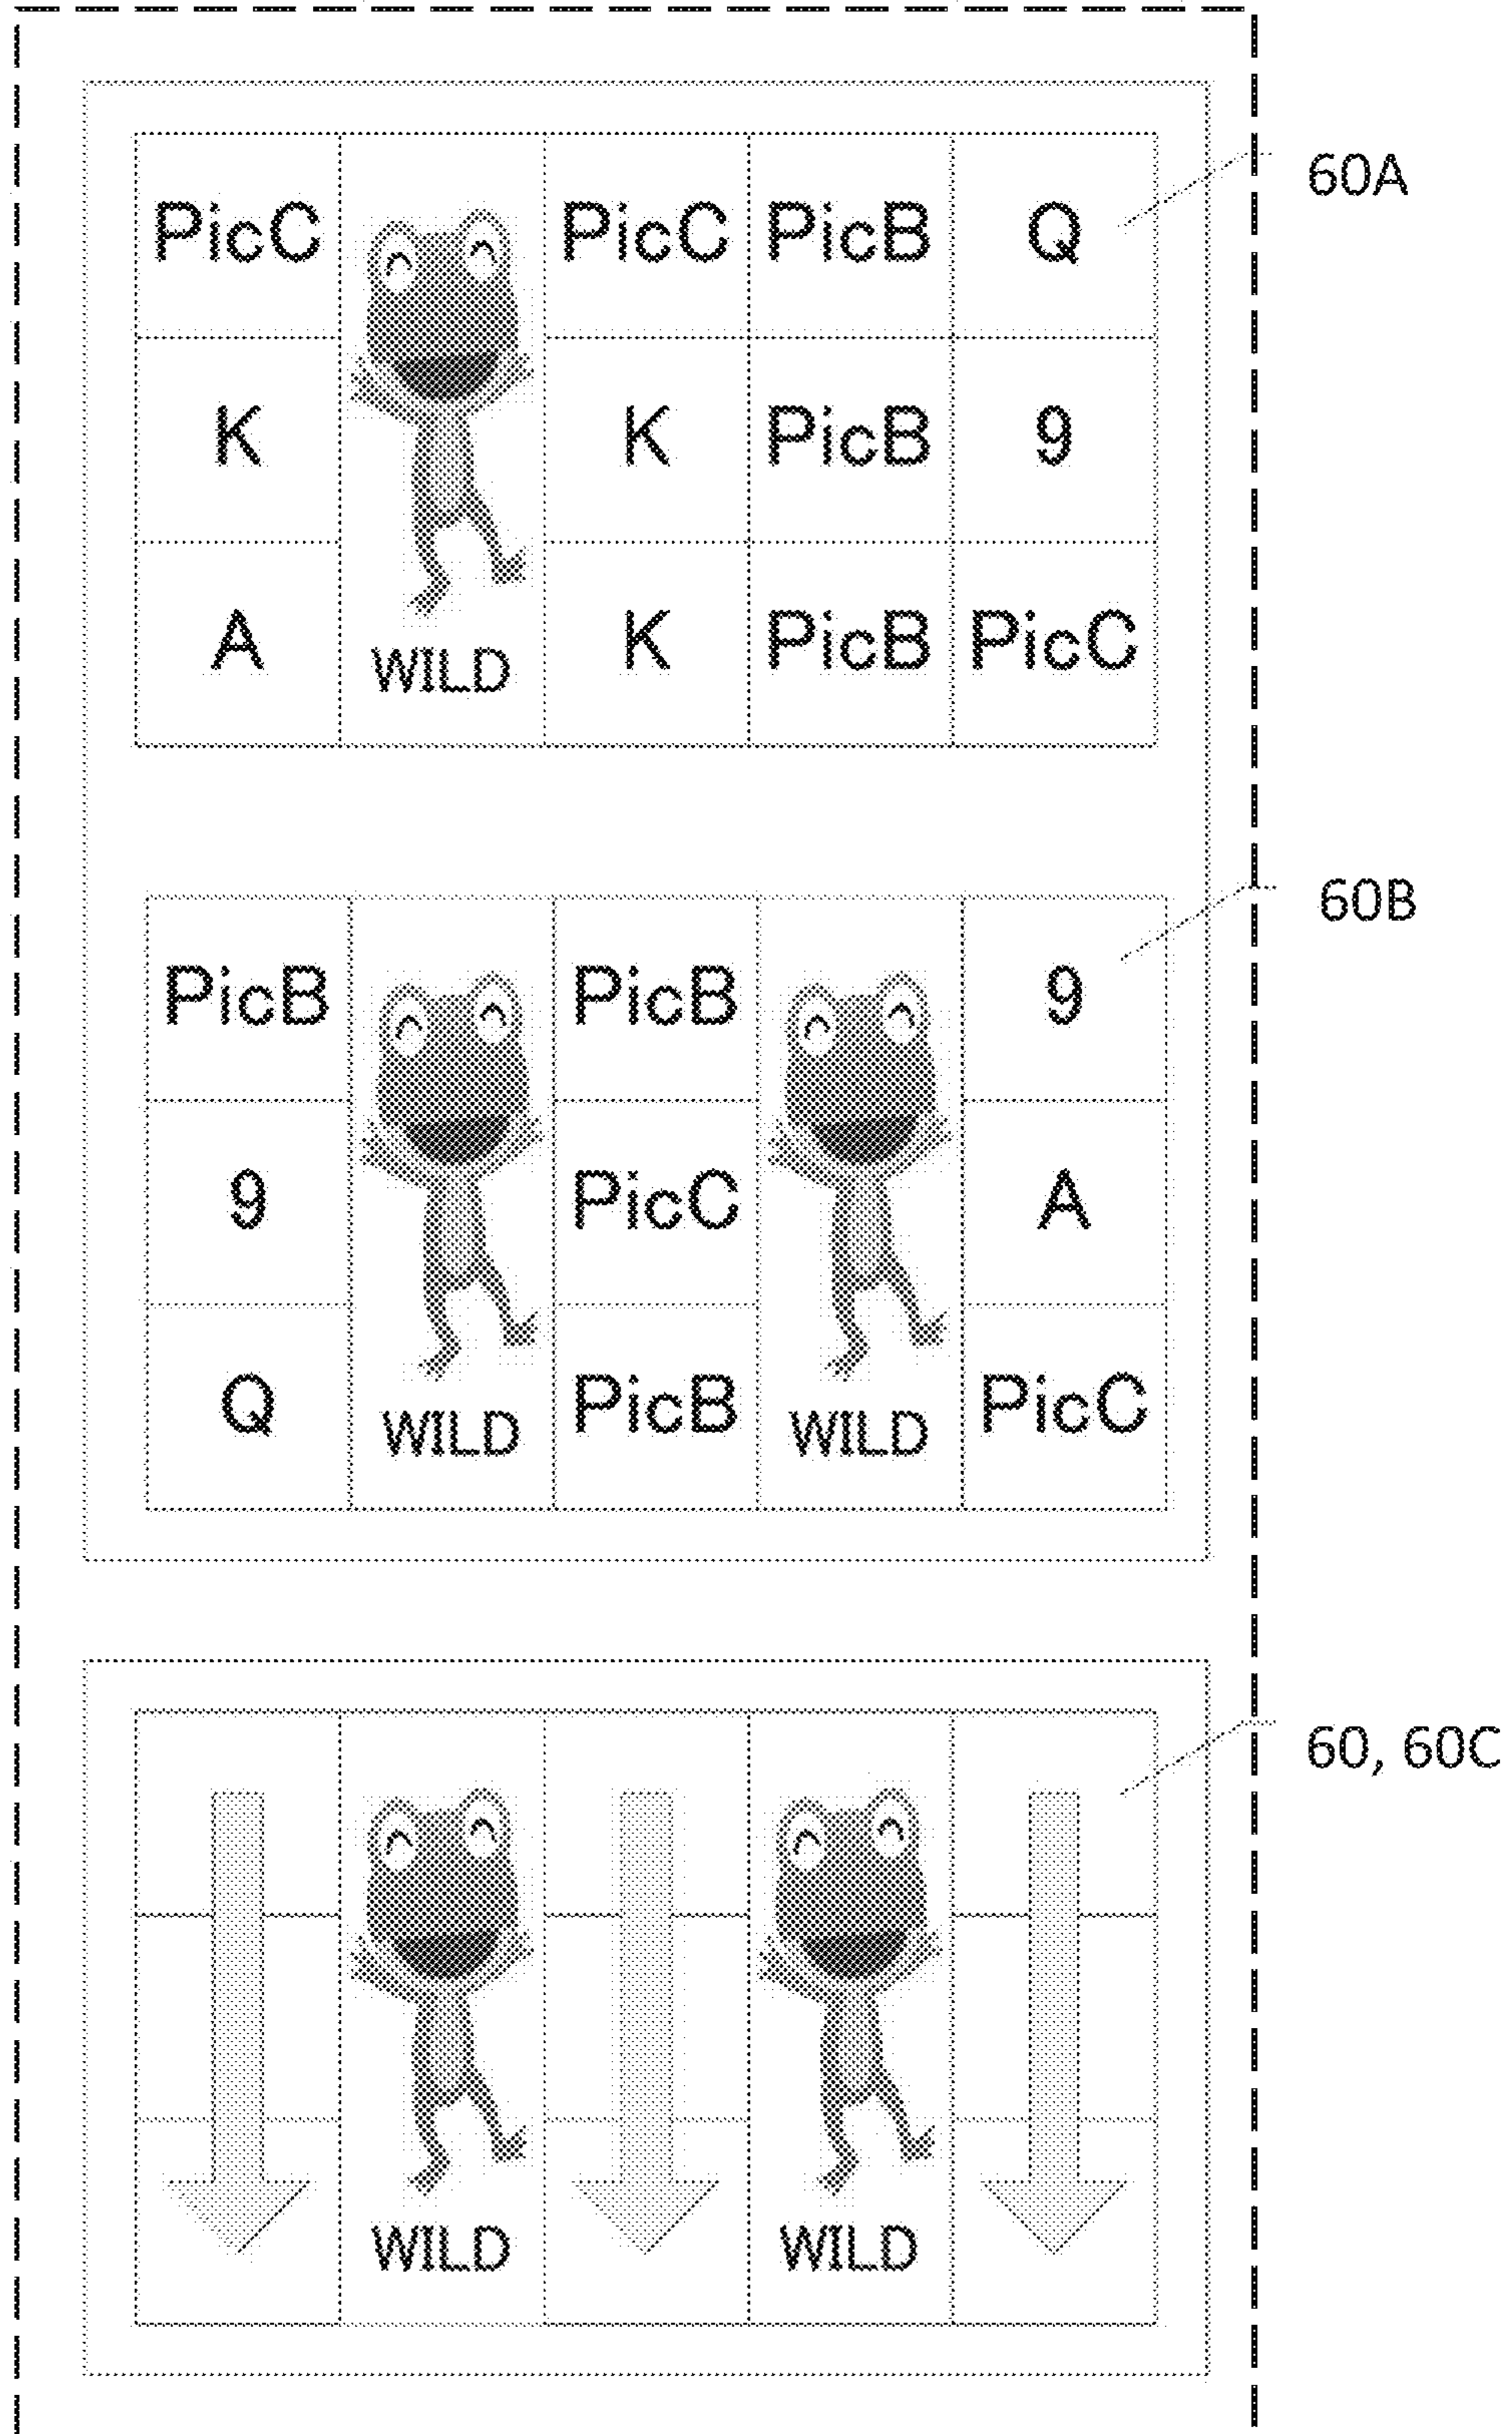 PicC PicC PicB Q 60A
K K PicB 9
A WILD K PicB PicC
60B
PicB PicB 9
9 PicC A
Q WILD PicB WILD PicC
60, 60C
WILD WILD